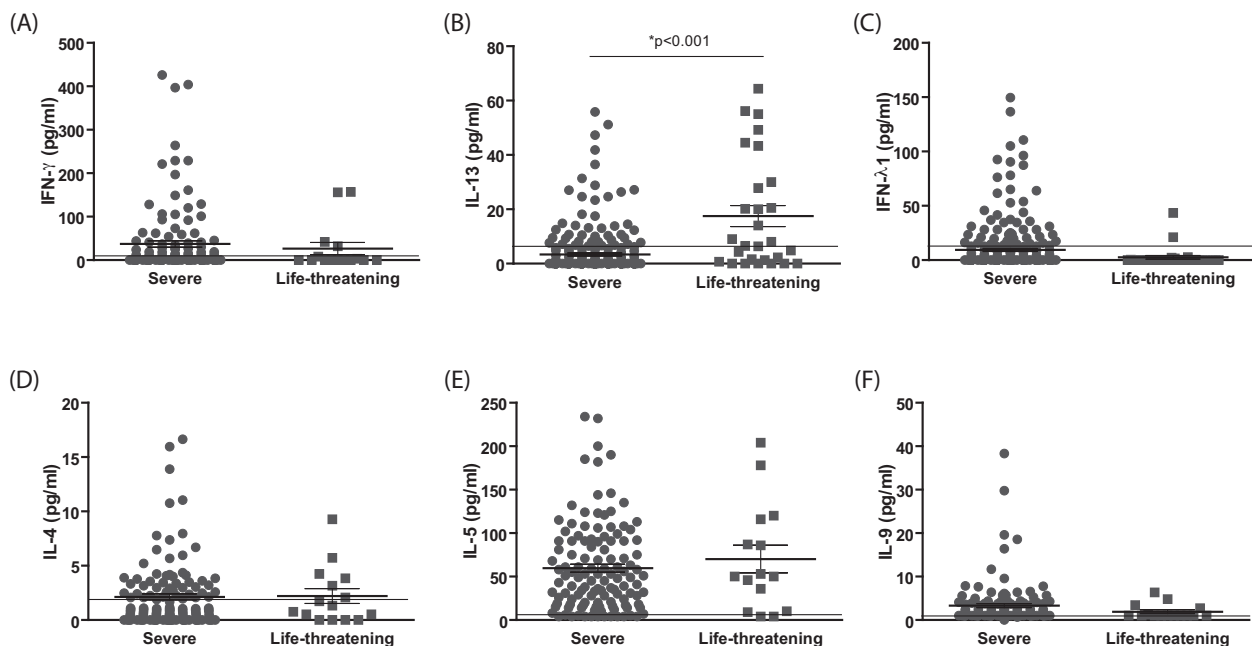 (A)
IFN-γ (pg/ml)
500
400
300
200
100
0
Severe Life-threatening
(B)
*p<0.001
IL-13 (pg/ml)
80
60
40
20
0
Severe Life-threatening
(C)
IFN-λ1 (pg/ml)
200
150
100
50
0
Severe Life-threatening
(D)
IL-4 (pg/ml)
20
15
10
5
0
Severe Life-threatening
(E)
IL-5 (pg/ml)
250
200
150
100
50
0
Severe Life-threatening
(F)
IL-9 (pg/ml)
50
40
30
20
10
0
Severe Life-threatening